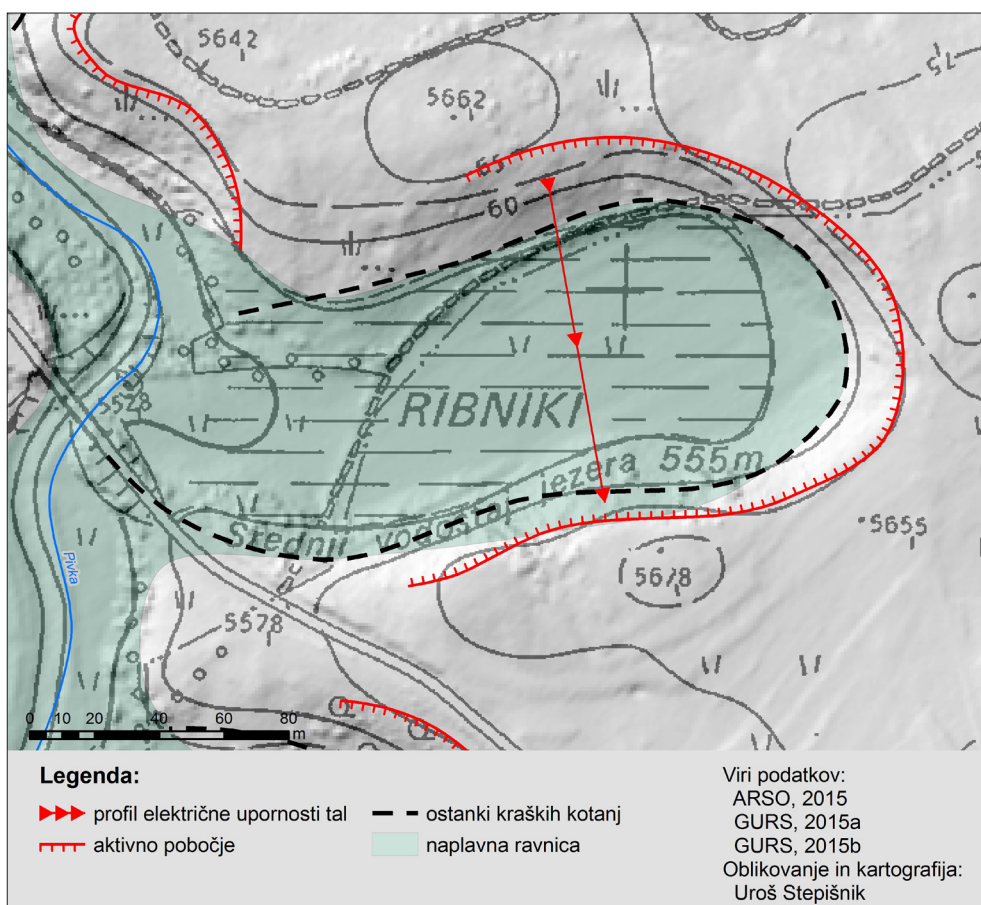 5642
5662
75
65
60
RIBNIKI
5528
Srednji vodostaj jezera 555m
5655
5678
Pivka
5578
0 10 20 40 60 80
m
Legenda:
profil električne upornosti tal
aktivno pobočje
ostanki kraških kotanj
naplavna ravnica
Viri podatkov:
ARSO, 2015
GURS, 2015a
GURS, 2015b
Oblikovanje in kartografija:
Uroš Stepišnik